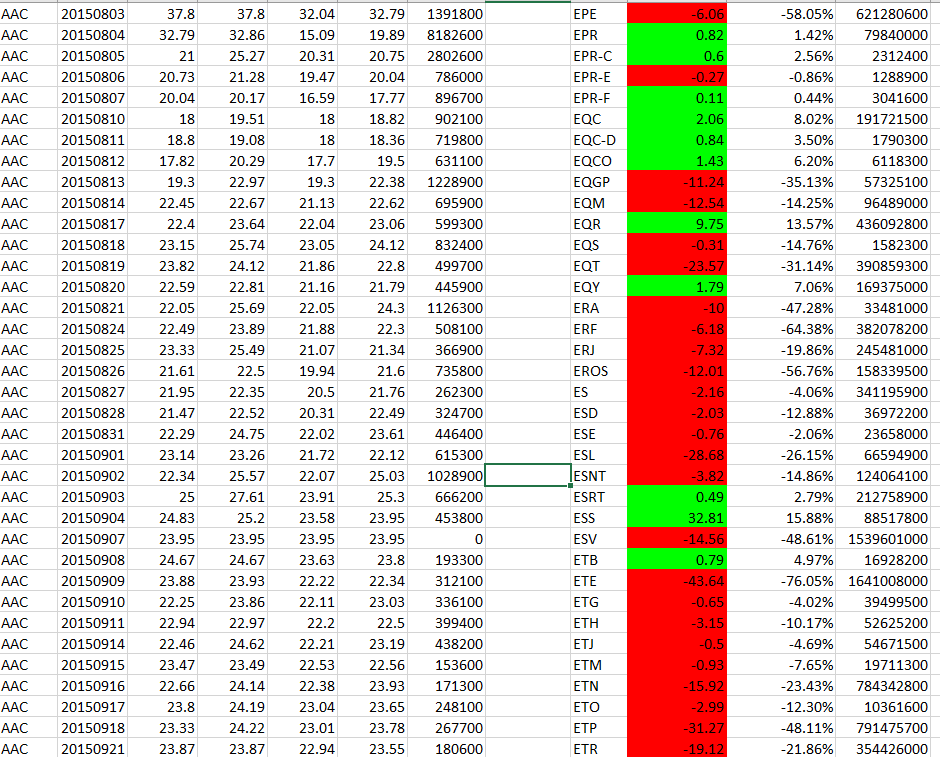 AAC 20150803 37.8 37.8 32.04 32.79 1391800 EPE -6.06 -58.05% 621280600
AAC 20150804 32.79 32.86 15.09 19.89 8182600 EPR 0.82 1.42% 79840000
AAC 20150805 21 25.27 20.31 20.75 2802600 EPR-C 0.6 2.56% 2312400
AAC 20150806 20.73 21.28 19.47 20.04 786000 EPR-E -0.27 -0.86% 1288900
AAC 20150807 20.04 20.17 16.59 17.77 896700 EPR-F 0.11 0.44% 3041600
AAC 20150810 18 19.51 18 18.82 902100 EQC 2.06 8.02% 191721500
AAC 20150811 18.8 19.08 18 18.36 719800 EQC-D 0.84 3.50% 1790300
AAC 20150812 17.82 20.29 17.7 19.5 631100 EQCO 1.43 6.20% 6118300
AAC 20150813 19.3 22.97 19.3 22.38 1228900 EQGP -11.24 -35.13% 57325100
AAC 20150814 22.45 22.67 21.13 22.62 695900 EQM -12.54 -14.25% 96489000
AAC 20150817 22.4 23.64 22.04 23.06 599300 EQR 9.75 13.57% 436092800
AAC 20150818 23.15 25.74 23.05 24.12 832400 EQS -0.31 -14.76% 1582300
AAC 20150819 23.82 24.12 21.86 22.8 499700 EQT -23.57 -31.14% 390859300
AAC 20150820 22.59 22.81 21.16 21.79 445900 EQY 1.79 7.06% 169375000
AAC 20150821 22.05 25.69 22.05 24.3 1126300 ERA -10 -47.28% 33481000
AAC 20150824 22.49 23.89 21.88 22.3 508100 ERF -6.18 -64.38% 382078200
AAC 20150825 23.33 25.49 21.07 21.34 366900 ERJ -7.32 -19.86% 245481000
AAC 20150826 21.61 22.5 19.94 21.6 735800 EROS -12.01 -56.76% 158339500
AAC 20150827 21.95 22.35 20.5 21.76 262300 ES -2.16 -4.06% 341195900
AAC 20150828 21.47 22.52 20.31 22.49 324700 ESD -2.03 -12.88% 36972200
AAC 20150831 22.29 24.75 22.02 23.61 446400 ESE -0.76 -2.06% 23658000
AAC 20150901 23.14 23.26 21.72 22.12 615300 ESL -28.68 -26.15% 66594900
AAC 20150902 22.34 25.57 22.07 25.03 1028900 ESNT -3.82 -14.86% 124064100
AAC 20150903 25 27.61 23.91 25.3 666200 ESRT 0.49 2.79% 212758900
AAC 20150904 24.83 25.2 23.58 23.95 453800 ESS 32.81 15.88% 88517800
AAC 20150907 23.95 23.95 23.95 23.95 0 ESV -14.56 -48.61% 1539601000
AAC 20150908 24.67 24.67 23.63 23.8 193300 ETB 0.79 4.97% 16928200
AAC 20150909 23.88 23.93 22.22 22.34 312100 ETE -43.64 -76.05% 1641008000
AAC 20150910 22.25 23.86 22.11 23.03 336100 ETG -0.65 -4.02% 39499500
AAC 20150911 22.94 22.97 22.2 22.5 399400 ETH -3.15 -10.17% 52625200
AAC 20150914 22.46 24.62 22.21 23.19 438200 ETJ -0.5 -4.69% 54671500
AAC 20150915 23.47 23.49 22.53 22.56 153600 ETM -0.93 -7.65% 19711300
AAC 20150916 22.66 24.14 22.38 23.93 171300 ETN -15.92 -23.43% 784342800
AAC 20150917 23.8 24.19 23.04 23.65 248100 ETO -2.99 -12.30% 10361600
AAC 20150918 23.33 24.22 23.01 23.78 267700 ETP -31.27 -48.11% 791475700
AAC 20150921 23.87 23.87 22.94 23.55 180600 ETR -19.12 -21.86% 354426000